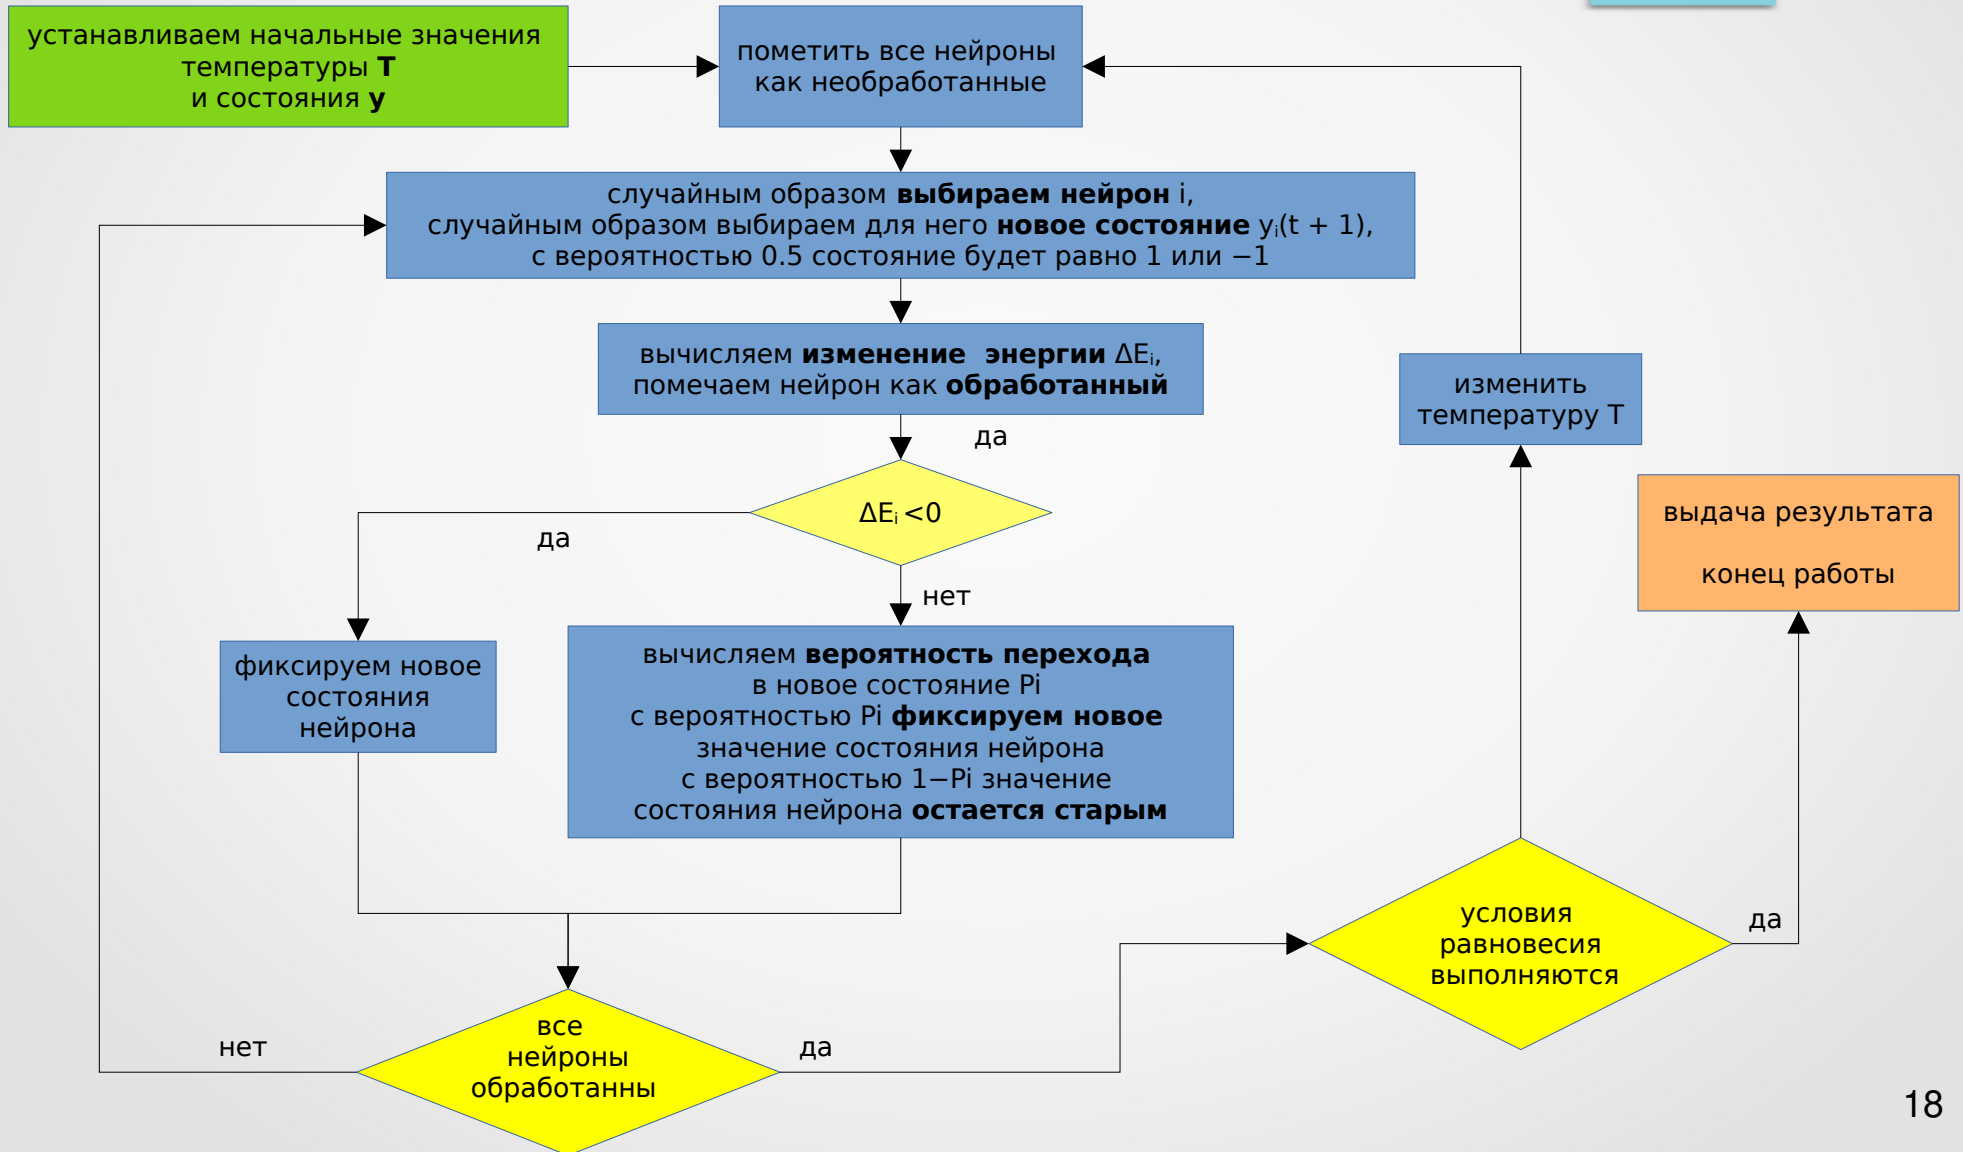 устанавливаем начальные значения
температуры T
и состояния y
пометить все нейроны
как необработанные
случайным образом выбираем нейрон i,
случайным образом выбираем для него новое состояние yᵢ(t + 1),
с вероятностью 0.5 состояние будет равно 1 или −1
вычисляем изменение  энергии ΔEᵢ,
помечаем нейрон как обработанный
да
ΔEᵢ <0
да
нет
фиксируем новое
состояния
нейрона
вычисляем вероятность перехода
в новое состояние Pi
с вероятностью Pi фиксируем новое
значение состояния нейрона
с вероятностью 1−Pi значение
состояния нейрона остается старым
все
нейроны
обработанны
нет
да
условия
равновесия
выполняются
да
изменить
температуру T
выдача результата
конец работы
18